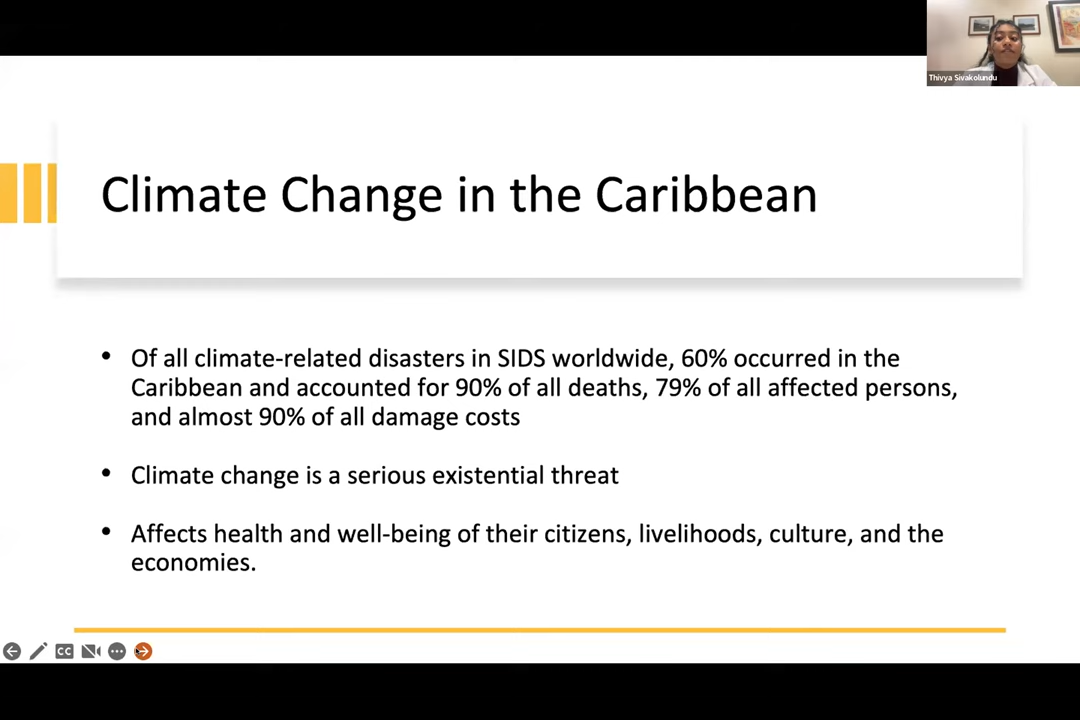 Thivya Sivakolundu
Climate Change in the Caribbean
• Of all climate-related disasters in SIDS worldwide, 60% occurred in the
Caribbean and accounted for 90% of all deaths, 79% of all affected persons,
and almost 90% of all damage costs
• Climate change is a serious existential threat
• Affects health and well-being of their citizens, livelihoods, culture, and the
economies.
CC